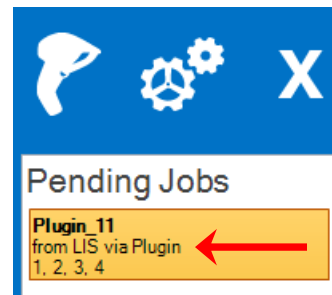 X
Pending Jobs
Plugin_11
from LIS via Plugin
1, 2, 3, 4